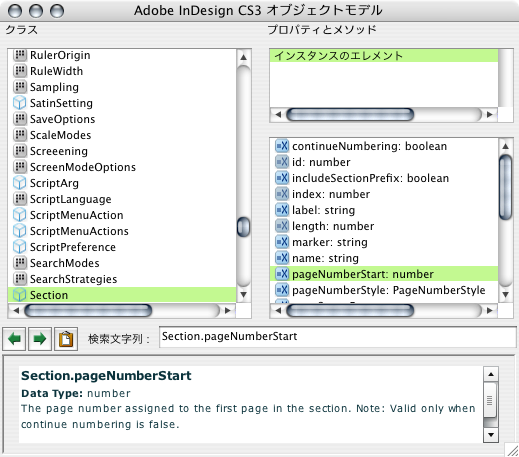 Adobe InDesign CS3 オブジェクトモデル
クラス
RulerOrigin
RuleWidth
Sampling
SatinSetting
SaveOptions
ScaleModes
Screeening
ScreenModeOptions
ScriptArg
ScriptLanguage
ScriptMenuAction
ScriptMenuActions
ScriptPreference
SearchModes
SearchStrategies
Section
プロパティとメソッド
インスタンスのエレメント
continueNumbering: boolean
id: number
includeSectionPrefix: boolean
index: number
label: string
length: number
marker: string
name: string
pageNumberStart: number
pageNumberStyle: PageNumberStyle
検索文字列：
Section.pageNumberStart
Section.pageNumberStart
Data Type: number
The page number assigned to the first page in the section. Note: Valid only when
continue numbering is false.